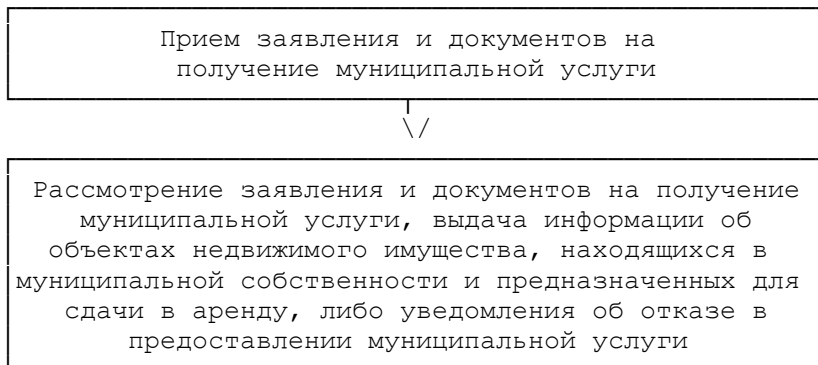 Прием заявления и документов на
получение муниципальной услуги
\/
Рассмотрение заявления и документов на получение
муниципальной услуги, выдача информации об
объектах недвижимого имущества, находящихся в
муниципальной собственности и предназначенных для
сдачи в аренду, либо уведомления об отказе в
предоставлении муниципальной услуги